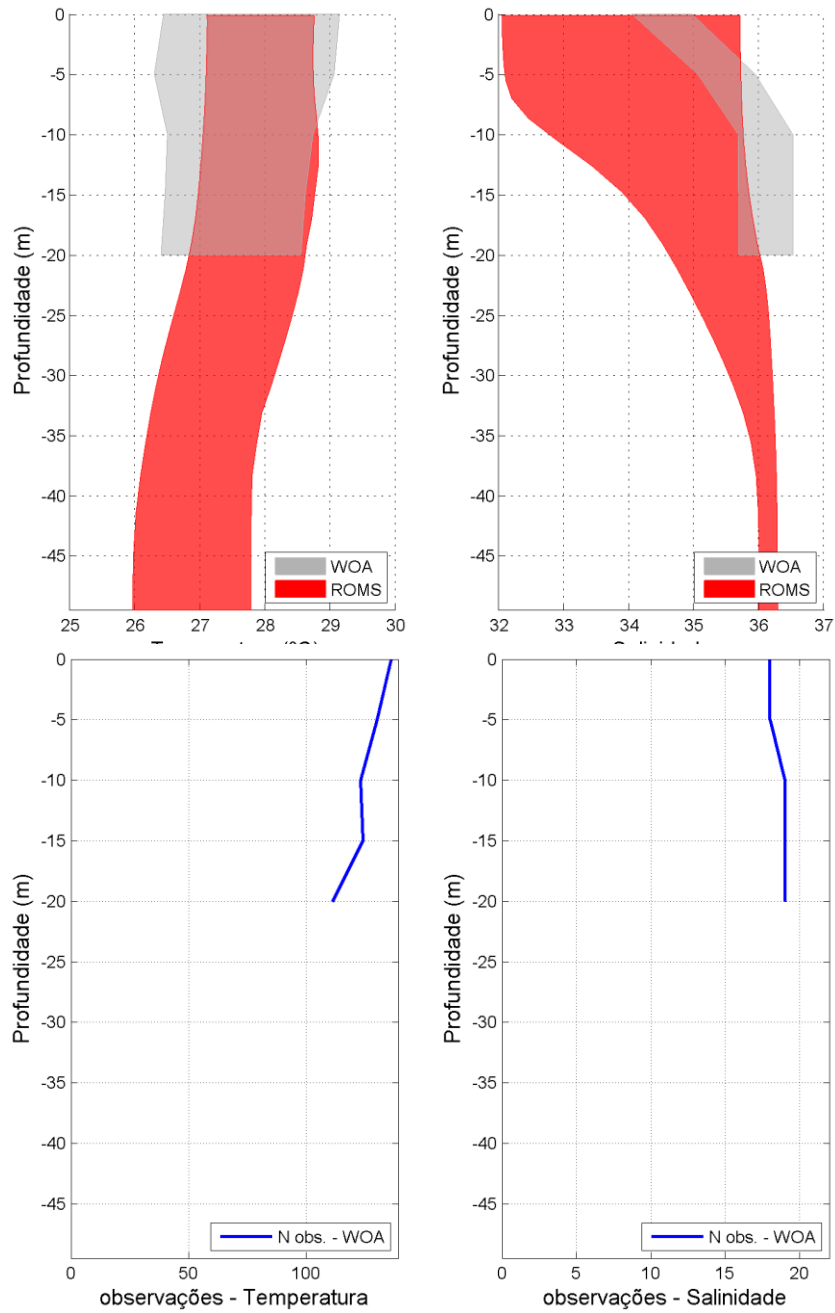 0
-5
-10
-15
-20
-25
-30
-35
-40
-45
Profundidade (m)
WOA
ROMS
25 26 27 28 29 30
0
-5
-10
-15
-20
-25
-30
-35
-40
-45
Profundidade (m)
WOA
ROMS
32 33 34 35 36 37
0
-5
-10
-15
-20
-25
-30
-35
-40
-45
Profundidade (m)
N obs. - WOA
0 50 100
observações - Temperatura
0
-5
-10
-15
-20
-25
-30
-35
-40
-45
Profundidade (m)
N obs. - WOA
0 5 10 15 20
observações - Salinidade